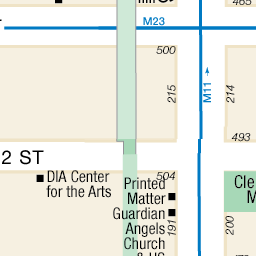 465
M23
500
215
M11
214
493
2 ST
DIA Center
for the Arts
504
Printed
Matter
Guardian
Angels
Church
191
200